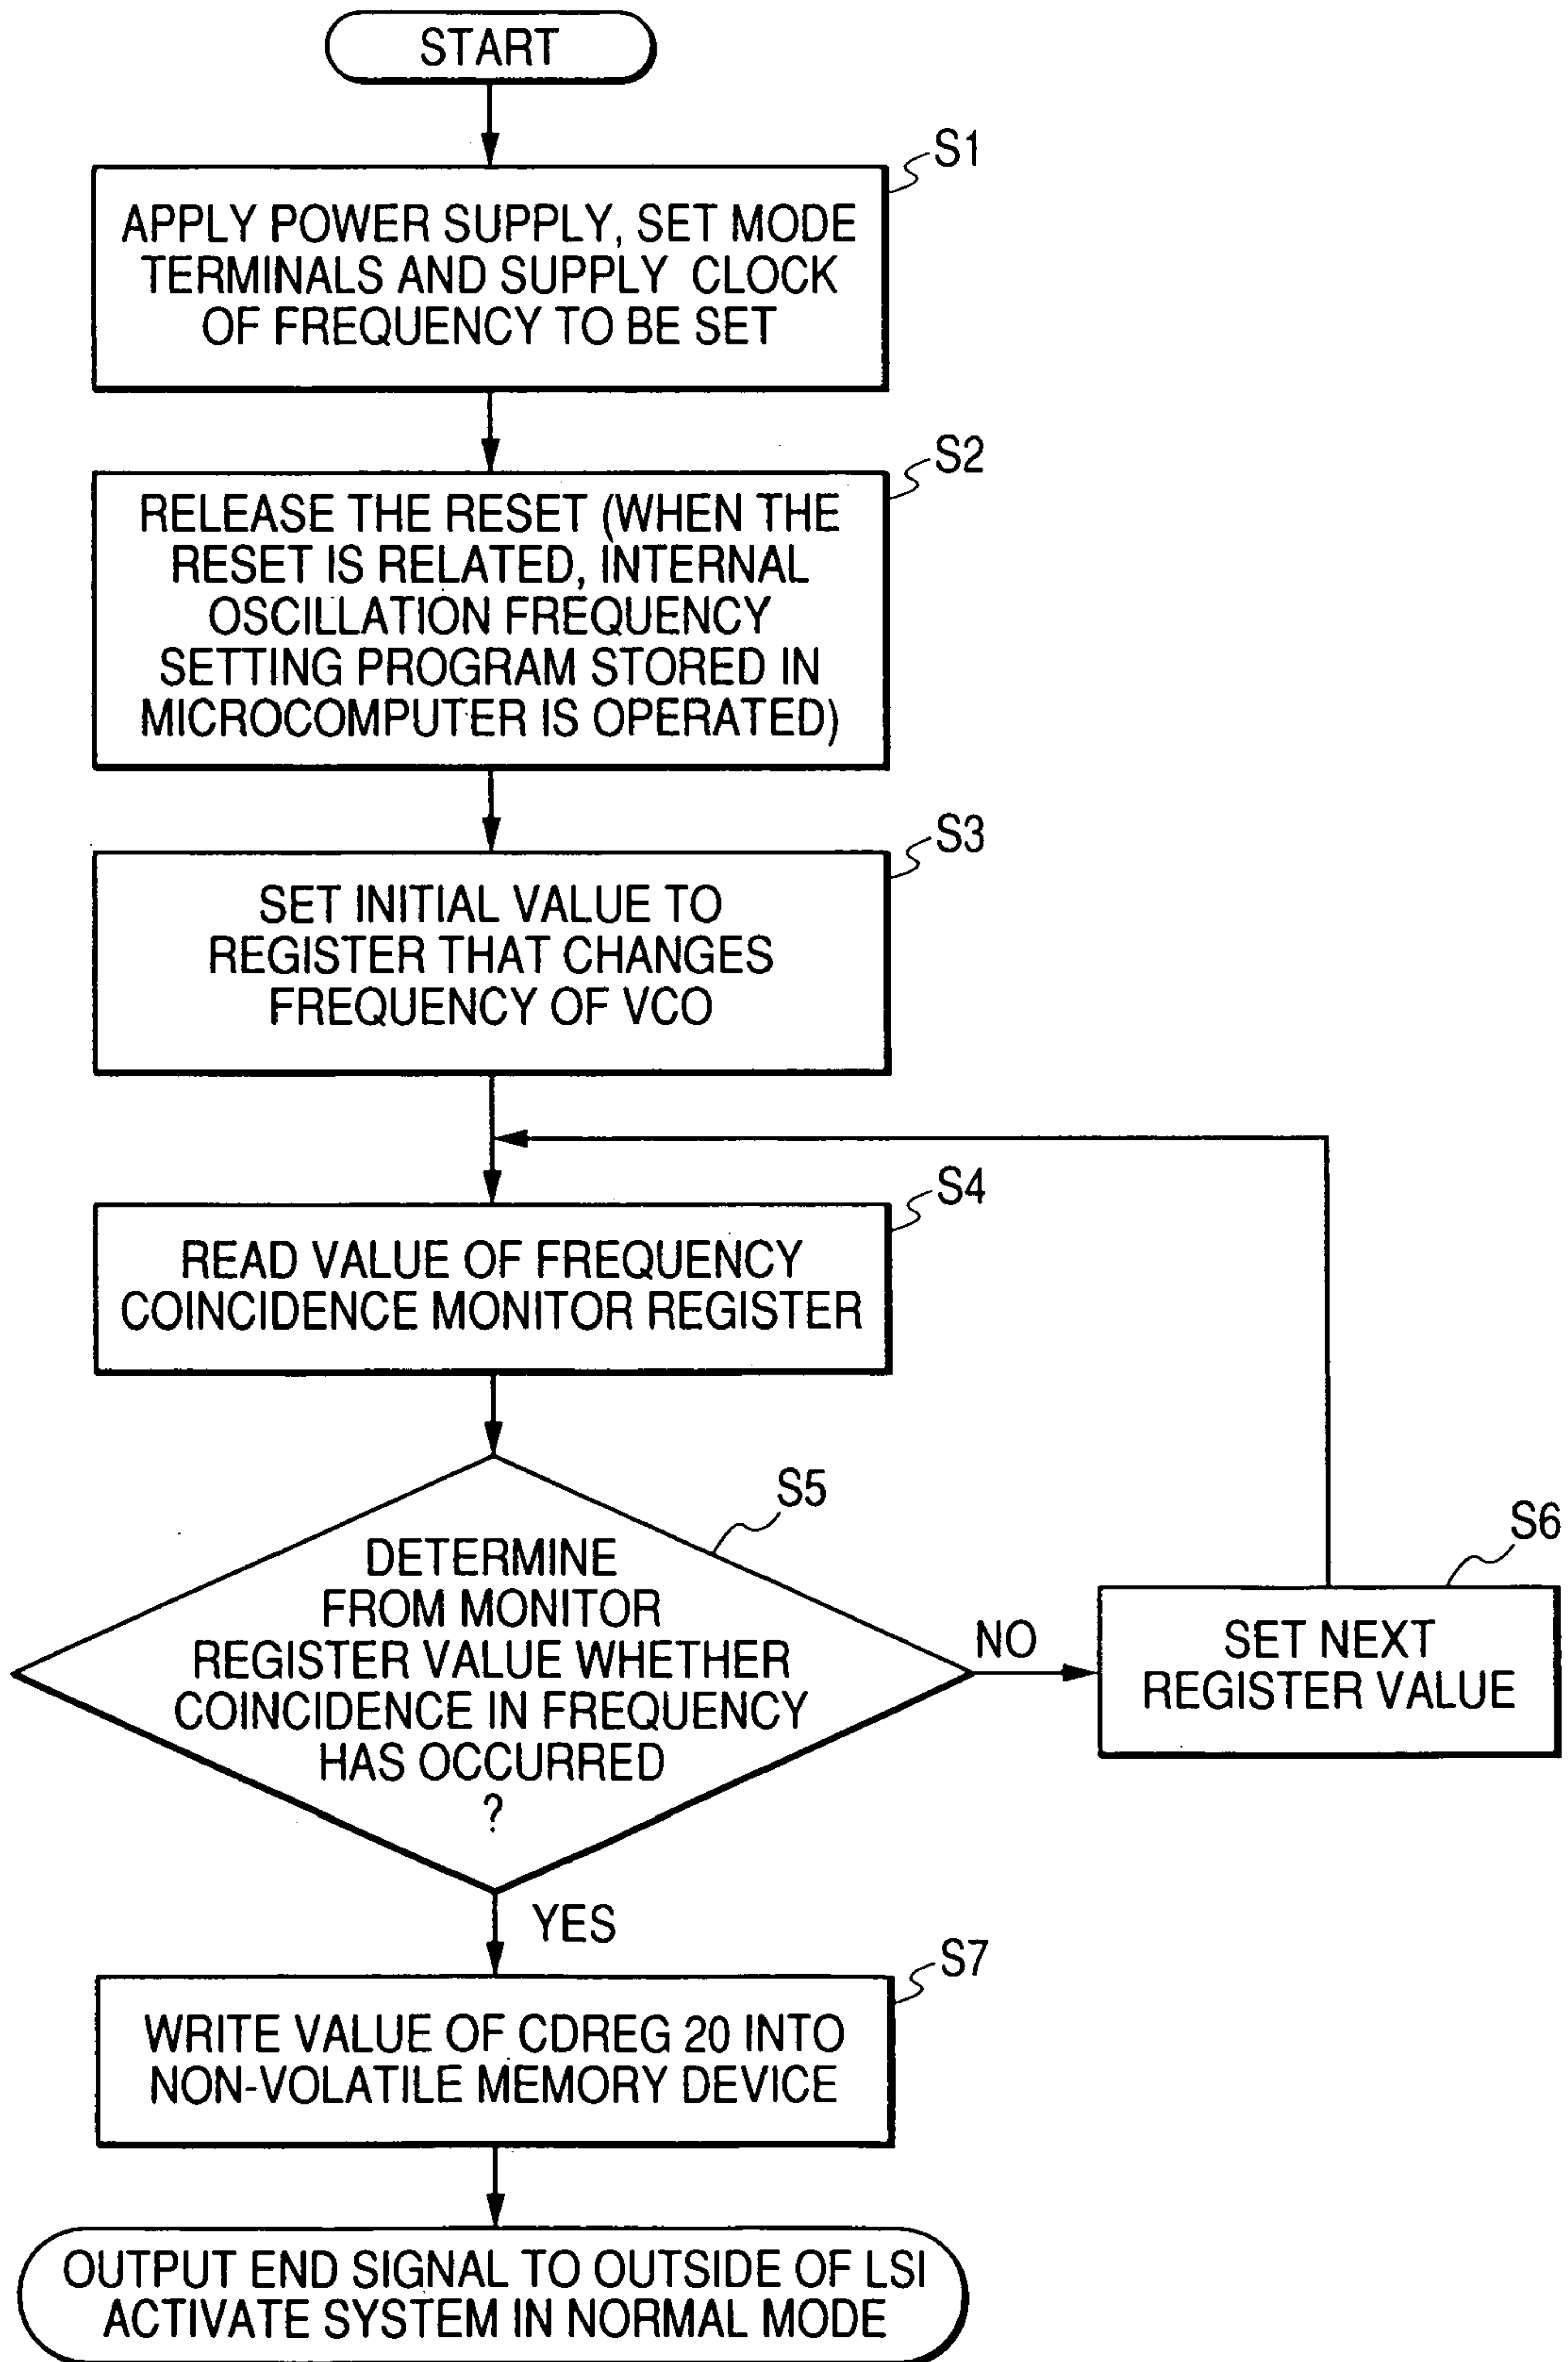 START
S1
APPLY POWER SUPPLY, SET MODE
TERMINALS AND SUPPLY CLOCK
OF FREQUENCY TO BE SET
S2
RELEASE THE RESET (WHEN THE
RESET IS RELATED, INTERNAL
OSCILLATION FREQUENCY
SETTING PROGRAM STORED IN
MICROCOMPUTER IS OPERATED)
S3
SET INITIAL VALUE TO
REGISTER THAT CHANGES
FREQUENCY OF VCO
S4
READ VALUE OF FREQUENCY
COINCIDENCE MONITOR REGISTER
S5
DETERMINE
FROM MONITOR
REGISTER VALUE WHETHER
COINCIDENCE IN FREQUENCY
HAS OCCURRED
?
NO
S6
SET NEXT
REGISTER VALUE
YES
S7
WRITE VALUE OF CDREG 20 INTO
NON-VOLATILE MEMORY DEVICE
OUTPUT END SIGNAL TO OUTSIDE OF LSI
ACTIVATE SYSTEM IN NORMAL MODE